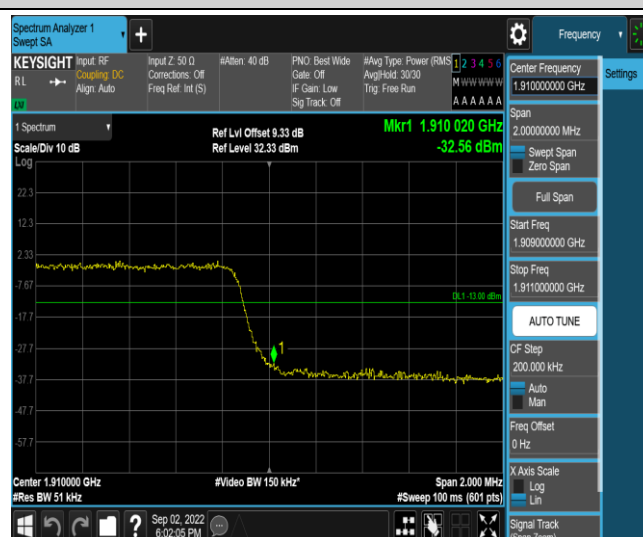 Spectrum Analyzer 1
Swept SA
Frequency
KEYSIGHT
RL
LW
Input: RF
Coupling: DC
Align: Auto
Input Z: 50 Ω
Corrections: Off
Freq Ref: Int (S)
#Atten: 40 dB
PNO: Best Wide
Gate: Off
IF Gain: Low
Sig Track: Off
#Avg Type: Power (RMS
Avg|Hold: 30/30
Trig: Free Run
1 2 3 4 5 6
M W W W W W
A A A A A A
1 Spectrum
Scale/Div 10 dB
Log
Ref Lvl Offset 9.33 dB
Ref Level 32.33 dBm
Mkr1 1.910 020 GHz
-32.56 dBm
22.3
12.3
2.33
-7.67
-17.7
-27.7
-37.7
-47.7
-57.7
DL1 -13.00 dBm
1
Center 1.910000 GHz
#Res BW 51 kHz
#Video BW 150 kHz*
Span 2.000 MHz
#Sweep 100 ms (601 pts)
Sep 02, 2022
6:02:05 PM
Center Frequency
1.910000000 GHz
Settings
Span
2.00000000 MHz
Swept Span
Zero Span
Full Span
Start Freq
1.909000000 GHz
Stop Freq
1.911000000 GHz
AUTO TUNE
CF Step
200.000 kHz
Auto
Man
Freq Offset
0 Hz
X Axis Scale
Log
Lin
Signal Track
(Span Zoom)